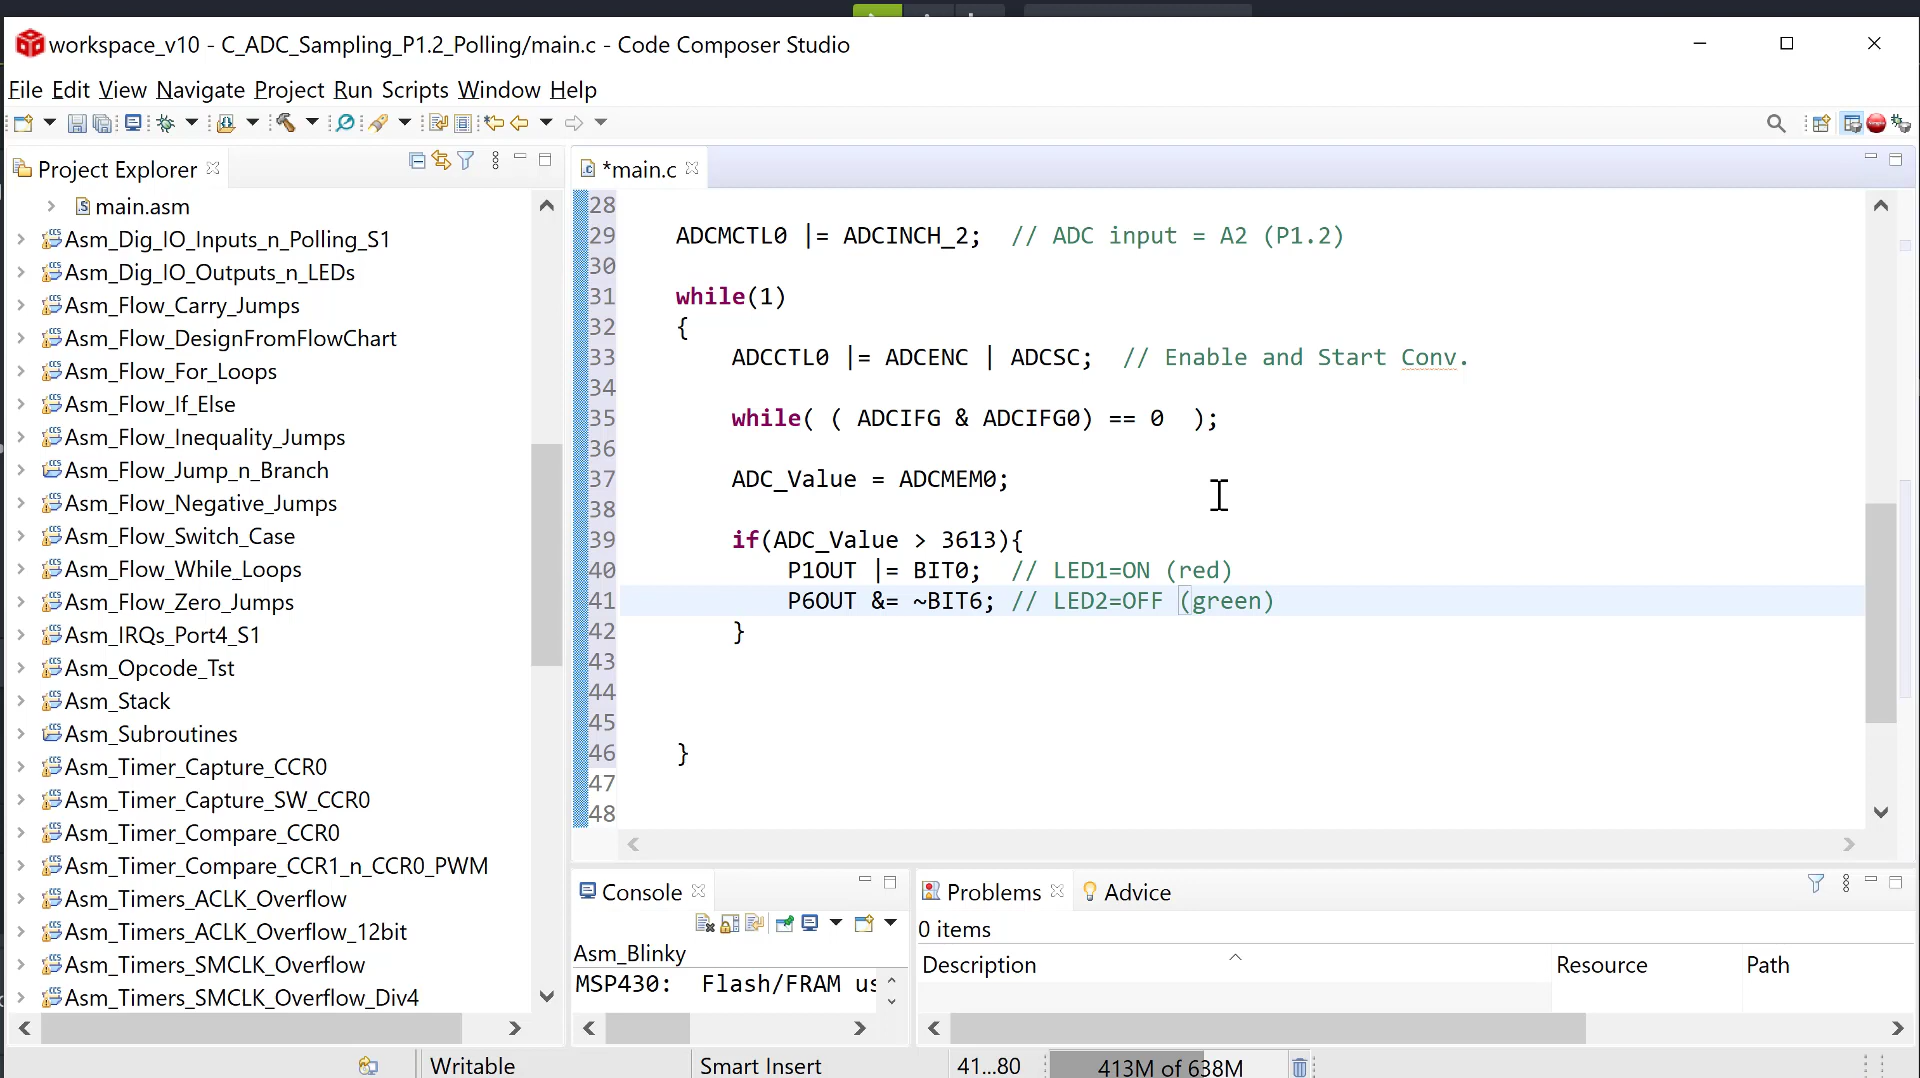 workspace_v10 - C_ADC_Sampling_P1.2_Polling/main.c - Code Composer Studio
File Edit View Navigate Project Run Scripts Window Help
Project Explorer
main.asm
Asm_Dig_IO_Inputs_n_Polling_S1
Asm_Dig_IO_Outputs_n_LEDs
Asm_Flow_Carry_Jumps
Asm_Flow_DesignFromFlowChart
Asm_Flow_For_Loops
Asm_Flow_If_Else
Asm_Flow_Inequality_Jumps
Asm_Flow_Jump_n_Branch
Asm_Flow_Negative_Jumps
Asm_Flow_Switch_Case
Asm_Flow_While_Loops
Asm_Flow_Zero_Jumps
Asm_IRQs_Port4_S1
Asm_Opcode_Tst
Asm_Stack
Asm_Subroutines
Asm_Timer_Capture_CCR0
Asm_Timer_Capture_SW_CCR0
Asm_Timer_Compare_CCR0
Asm_Timer_Compare_CCR1_n_CCR0_PWM
Asm_Timers_ACLK_Overflow
Asm_Timers_ACLK_Overflow_12bit
Asm_Timers_SMCLK_Overflow
Asm_Timers_SMCLK_Overflow_Div4
*main.c
28
29 ADCMCTL0 |= ADCINCH_2; // ADC input = A2 (P1.2)
30
31 while(1)
32 {
33 ADCCTL0 |= ADCENC | ADCSC; // Enable and Start Conv.
34
35 while( ( ADCIFG & ADCIFG0) == 0 );
36
37 ADC_Value = ADCMEM0;
38
39 if(ADC_Value > 3613){
40 P1OUT |= BIT0; // LED1=ON (red)
41 P6OUT &= ~BIT6; // LED2=OFF (green)
42 }
43
44
45
46 }
47
48
Console
Asm_Blinky
MSP430: Flash/FRAM us
Problems Advice
0 items
Description Resource Path
Writable Smart Insert 41...80 413M of 638M